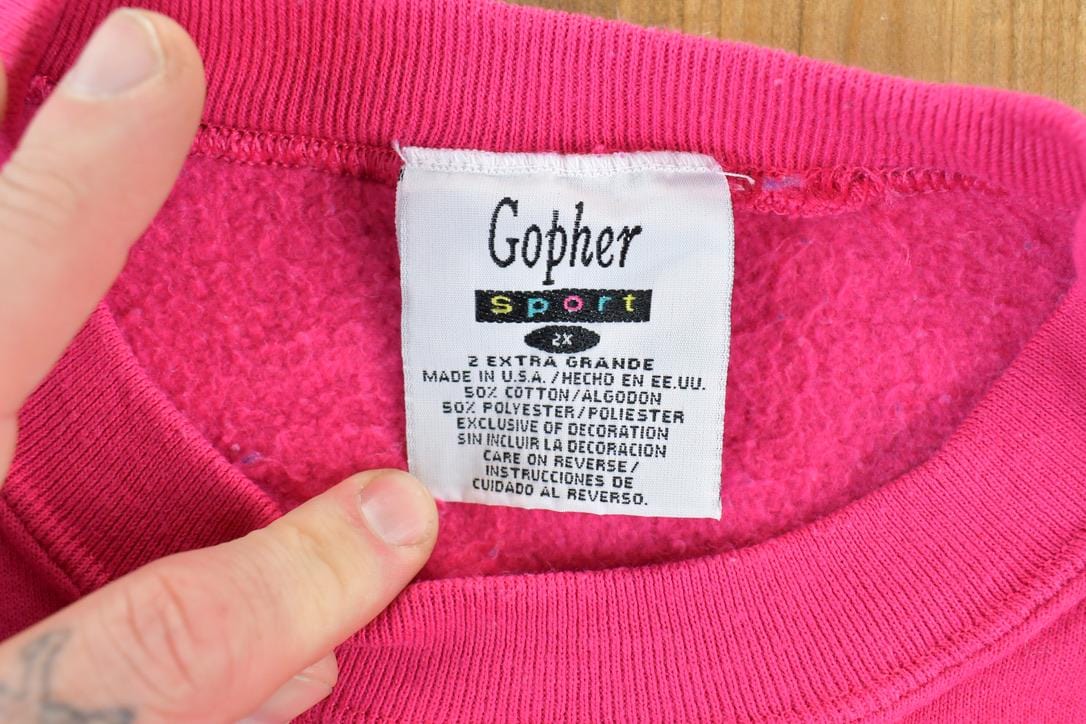 Gopher
sport
2X
2 EXTRA GRANDE
MADE IN U.S.A./HECHO EN EE.UU.
50% COTTON/ALGODON
50% POLYESTER/POLIESTER
EXCLUSIVE OF DECORATION
SIN INCLUIR LA DECORACION
CARE ON REVERSE/
INSTRUCCIONES DE
CUIDADO AL REVERSO.